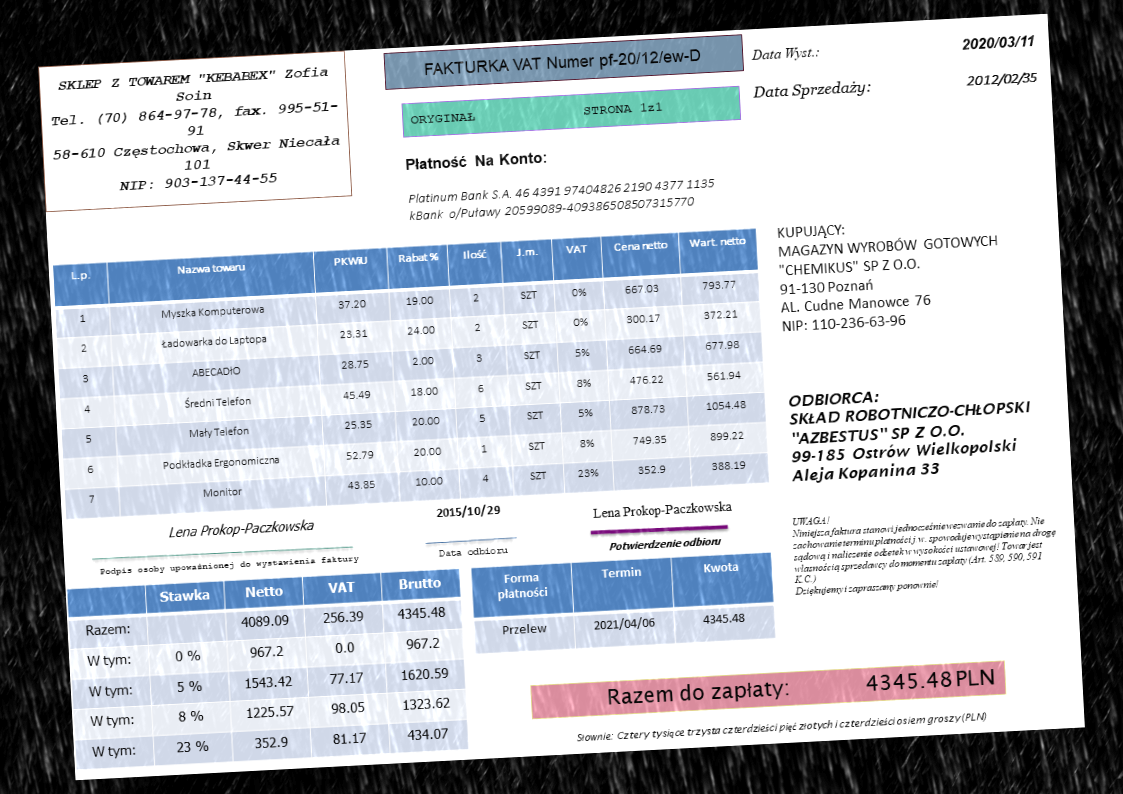 SKLEP Z TOWAREM "KEBABEX" Zofia
Soin
Tel. (70) 864-97-78, fax. 995-51-
91
58-610 Częstochowa, Skwer Niecała
101
NIP: 903-137-44-55
FAKTURKA VAT Numer pf-20/12/ew-D
ORYGINAŁ STRONA 1z1
Data Wyst.: 2020/03/11
Data Sprzedaży: 2012/02/35
Płatność Na Konto:
Platinum Bank S.A. 46 4391 97404826 2190 4377 1135
kBank o/Puławy 20599089-409386508507315770
KUPUJĄCY:
MAGAZYN WYROBÓW GOTOWYCH
"CHEMIKUS" SP Z O.O.
91-130 Poznań
AL. Cudne Manowce 76
NIP: 110-236-63-96
L.p. Nazwa towaru PKWiU Rabat % Ilość J.m. VAT Cena netto Wart. netto
1 Myszka Komputerowa 37.20 19.00 2 SZT 0% 667.03 793.77
2 Ładowarka do Laptopa 23.31 24.00 2 SZT 0% 300.17 372.21
3 ABECADŁO 28.75 2.00 3 SZT 5% 664.69 677.98
4 Średni Telefon 45.49 18.00 6 SZT 8% 476.22 561.94
5 Mały Telefon 25.35 20.00 5 SZT 5% 878.73 1054.48
6 Podkładka Ergonomiczna 52.79 20.00 1 SZT 8% 749.35 899.22
7 Monitor 43.85 10.00 4 SZT 23% 352.9 388.19
ODBIORCA:
SKŁAD ROBOTNICZO-CHŁOPSKI
"AZBESTUS" SP Z O.O.
99-185 Ostrów Wielkopolski
Aleja Kopanina 33
Lena Prokop-Paczkowska
Podpis osoby upoważnionej do wystawienia faktury
2015/10/29
Data odbioru
Lena Prokop-Paczkowska
Potwierdzenie odbioru
UWAGA!
Niniejsza faktura stanowi jednocześnie wezwanie do zapłaty. Nie
zachowanie terminu płatności j.w. spowoduje wystąpienie na drogę
sądową i naliczenie odsetek w wysokości ustawowej! Towar jest
własnością sprzedawcy do momentu zapłaty (Art. 589, 590, 591
K.C.)
Dziękujemy i zapraszamy ponownie!
Stawka Netto VAT Brutto
Razem: 4089.09 256.39 4345.48
W tym: 0 % 967.2 0.0 967.2
W tym: 5 % 1543.42 77.17 1620.59
W tym: 8 % 1225.57 98.05 1323.62
W tym: 23 % 352.9 81.17 434.07
Forma
płatności Termin Kwota
Przelew 2021/04/06 4345.48
Razem do zapłaty: 4345.48 PLN
Słownie: Cztery tysiące trzysta czterdzieści pięć złotych i czterdzieści osiem groszy (PLN)